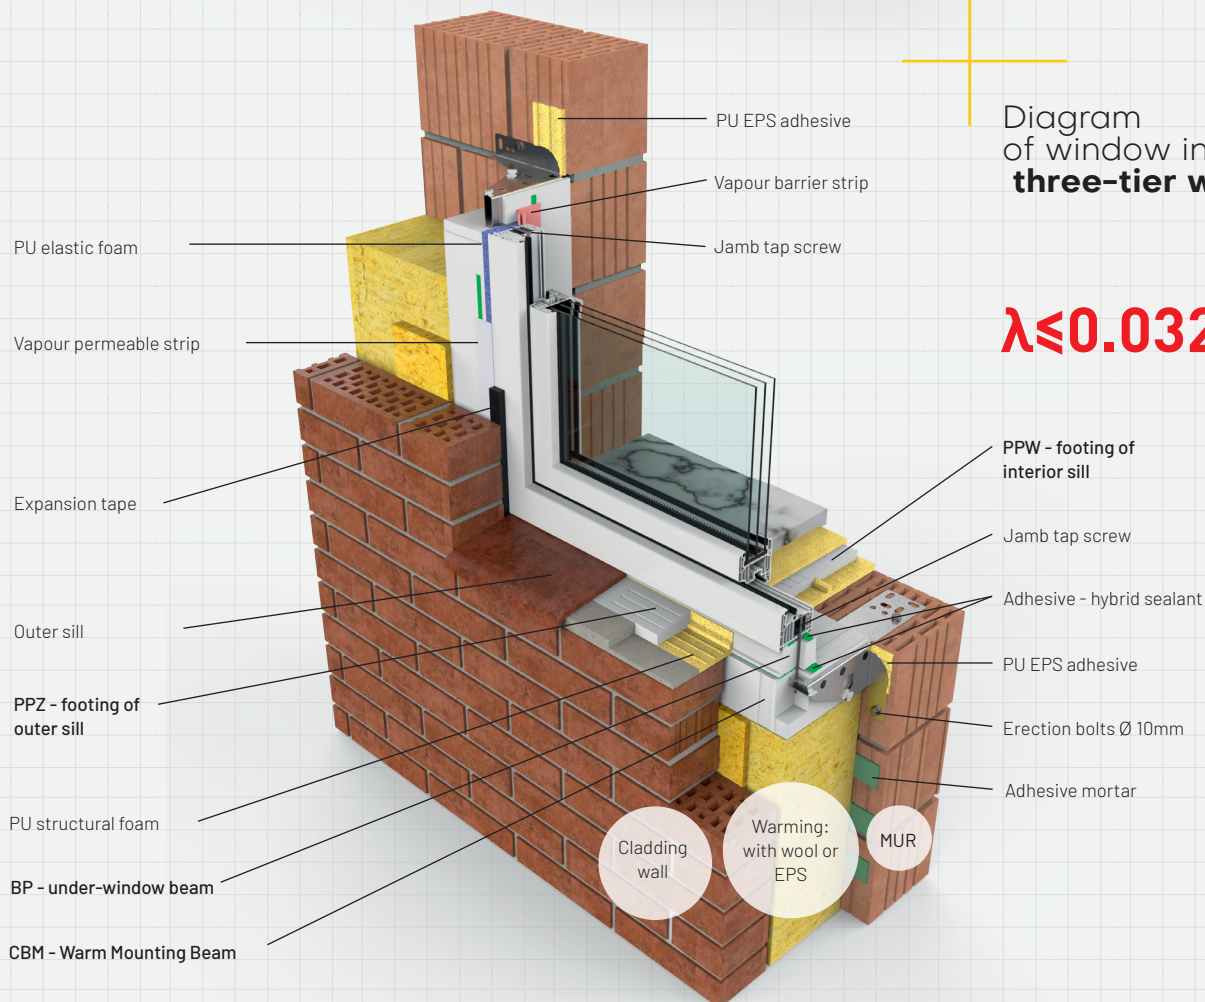 Diagram
of window in
three-tier w
λ≤0.032
PU EPS adhesive
Vapour barrier strip
Jamb tap screw
PU elastic foam
Vapour permeable strip
Expansion tape
Outer sill
PPZ - footing of
outer sill
PU structural foam
BP - under-window beam
CBM - Warm Mounting Beam
PPW - footing of
interior sill
Jamb tap screw
Adhesive - hybrid sealant
PU EPS adhesive
Erection bolts Ø 10mm
Adhesive mortar
Cladding
wall
Warming:
with wool or
EPS
MUR